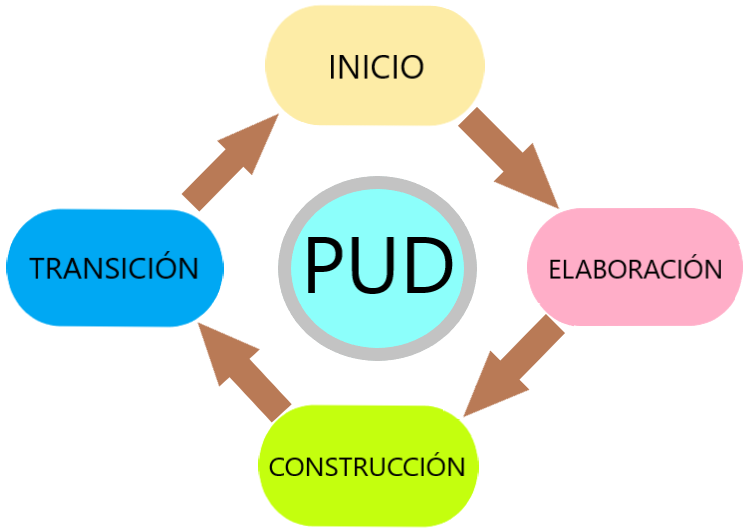 INICIO
TRANSICIÓN
PUD
ELABORACIÓN
CONSTRUCCIÓN